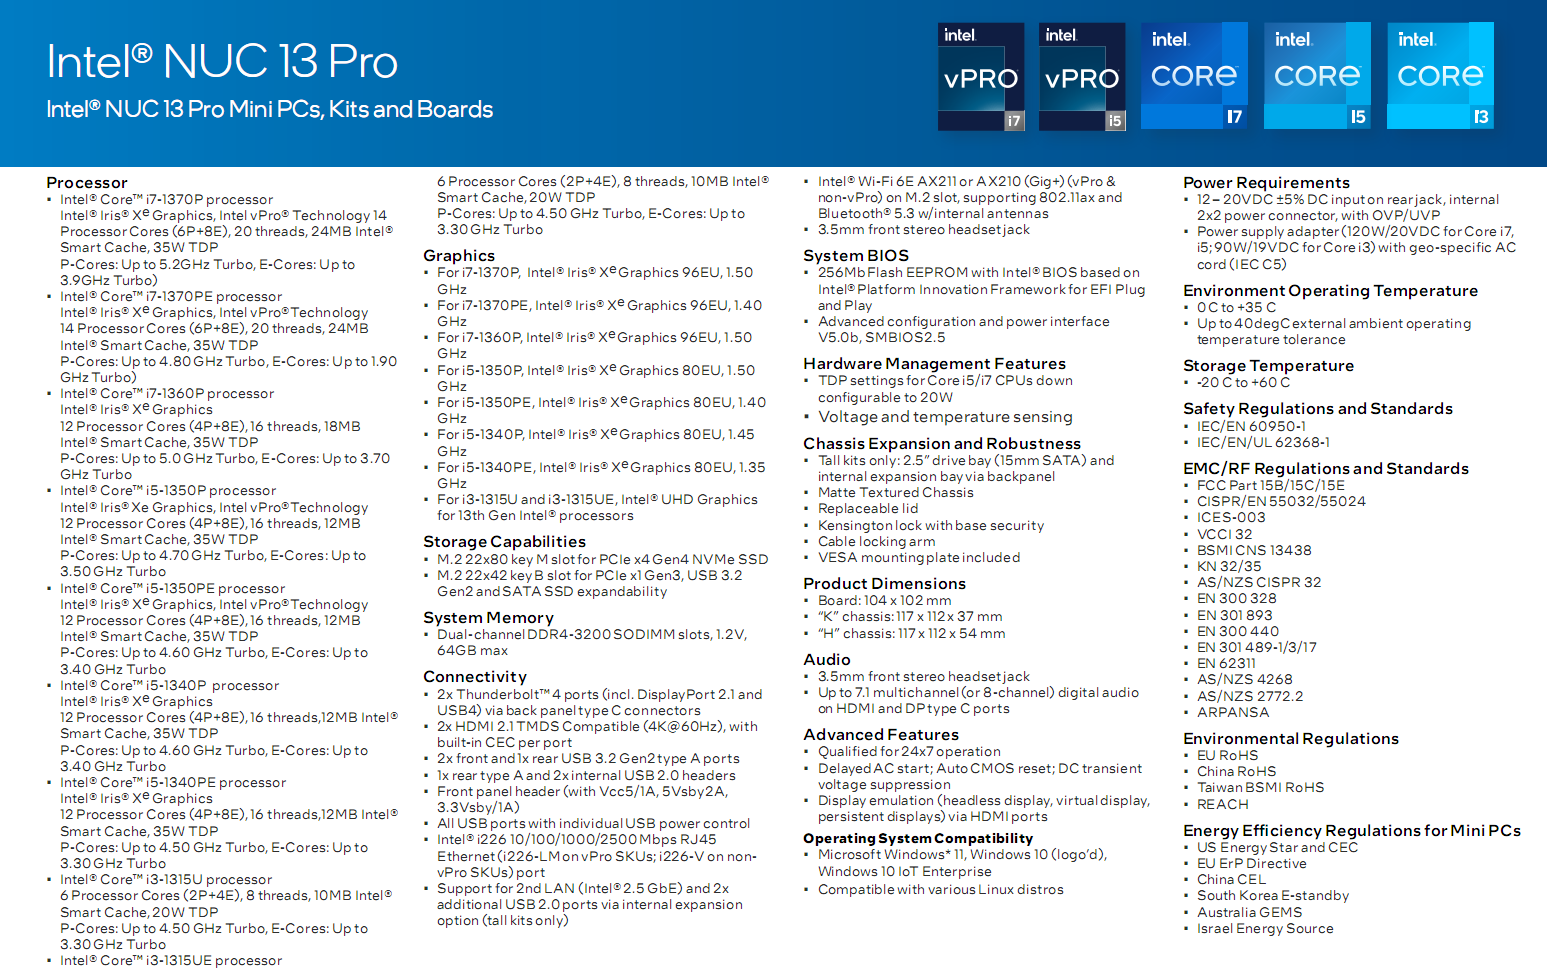 Intel® NUC 13 Pro
Intel® NUC 13 Pro Mini PCs, Kits and Boards
intel.
vPRO
i7
intel.
vPRO
i5
intel.
CORE™
I7
intel.
CORE™
I5
intel.
CORE™
I3
Processor
▪ Intel® Core™ i7-1370P processor
Intel® Iris® Xe Graphics, Intel vPro® Technology 14
Processor Cores (6P+8E), 20 threads, 24MB Intel®
Smart Cache, 35W TDP
P-Cores: Up to 5.2GHz Turbo, E-Cores: Up to
3.9GHz Turbo)
▪ Intel® Core™ i7-1370PE processor
Intel® Iris® Xe Graphics, Intel vPro® Technology
14 Processor Cores (6P+8E), 20 threads, 24MB
Intel® Smart Cache, 35W TDP
P-Cores: Up to 4.80 GHz Turbo, E-Cores: Up to 1.90
GHz Turbo)
▪ Intel® Core™ i7-1360P processor
Intel® Iris® Xe Graphics
12 Processor Cores (4P+8E), 16 threads, 18MB
Intel® Smart Cache, 35W TDP
P-Cores: Up to 5.0 GHz Turbo, E-Cores: Up to 3.70
GHz Turbo
▪ Intel® Core™ i5-1350P processor
Intel® Iris® Xe Graphics, Intel vPro® Technology
12 Processor Cores (4P+8E), 16 threads, 12MB
Intel® Smart Cache, 35W TDP
P-Cores: Up to 4.70 GHz Turbo, E-Cores: Up to
3.50 GHz Turbo
▪ Intel® Core™ i5-1350PE processor
Intel® Iris® Xe Graphics, Intel vPro® Technology
12 Processor Cores (4P+8E), 16 threads, 12MB
Intel® Smart Cache, 35W TDP
P-Cores: Up to 4.60 GHz Turbo, E-Cores: Up to
3.40 GHz Turbo
▪ Intel® Core™ i5-1340P processor
Intel® Iris® Xe Graphics
12 Processor Cores (4P+8E), 16 threads,12MB Intel®
Smart Cache, 35W TDP
P-Cores: Up to 4.60 GHz Turbo, E-Cores: Up to
3.40 GHz Turbo
▪ Intel® Core™ i5-1340PE processor
Intel® Iris® Xe Graphics
12 Processor Cores (4P+8E), 16 threads,12MB Intel®
Smart Cache, 35W TDP
P-Cores: Up to 4.50 GHz Turbo, E-Cores: Up to
3.30 GHz Turbo
▪ Intel® Core™ i3-1315U processor
6 Processor Cores (2P+4E), 8 threads, 10MB Intel®
Smart Cache, 20W TDP
P-Cores: Up to 4.50 GHz Turbo, E-Cores: Up to
3.30 GHz Turbo
▪ Intel® Core™ i3-1315UE processor
6 Processor Cores (2P+4E), 8 threads, 10MB Intel®
Smart Cache, 20W TDP
P-Cores: Up to 4.50 GHz Turbo, E-Cores: Up to
3.30 GHz Turbo
Graphics
▪ For i7-1370P, Intel® Iris® Xe Graphics 96EU, 1.50
GHz
▪ For i7-1370PE, Intel® Iris® Xe Graphics 96EU, 1.40
GHz
▪ For i7-1360P, Intel® Iris® Xe Graphics 96EU, 1.50
GHz
▪ For i5-1350P, Intel® Iris® Xe Graphics 80EU, 1.50
GHz
▪ For i5-1350PE, Intel® Iris® Xe Graphics 80EU, 1.40
GHz
▪ For i5-1340P, Intel® Iris® Xe Graphics 80EU, 1.45
GHz
▪ For i5-1340PE, Intel® Iris® Xe Graphics 80EU, 1.35
GHz
▪ For i3-1315U and i3-1315UE, Intel® UHD Graphics
for 13th Gen Intel® processors
Storage Capabilities
▪ M.2 22x80 key M slot for PCIe x4 Gen4 NVMe SSD
▪ M.2 22x42 key B slot for PCIe x1 Gen3, USB 3.2
Gen2 and SATA SSD expandability
System Memory
▪ Dual-channel DDR4-3200 SODIMM slots, 1.2V,
64GB max
Connectivity
▪ 2x Thunderbolt™ 4 ports (incl. DisplayPort 2.1 and
USB4) via back panel type C connectors
▪ 2x HDMI 2.1 TMDS Compatible (4K@60Hz), with
built-in CEC per port
▪ 2x front and 1x rear USB 3.2 Gen2 type A ports
▪ 1x rear type A and 2x internal USB 2.0 headers
▪ Front panel header (with Vcc5/1A, 5Vsby2A,
3.3Vsby/1A)
▪ All USB ports with individual USB power control
▪ Intel® i226 10/100/1000/2500 Mbps RJ45
Ethernet (i226-LM on vPro SKUs; i226-V on non-
vPro SKUs) port
▪ Support for 2nd LAN (Intel® 2.5 GbE) and 2x
additional USB 2.0 ports via internal expansion
option (tall kits only)
▪ Intel® Wi-Fi 6E AX211 or AX210 (Gig+) (vPro &
non-vPro) on M.2 slot, supporting 802.11ax and
Bluetooth® 5.3 w/internal antennas
▪ 3.5mm front stereo headset jack
System BIOS
▪ 256Mb Flash EEPROM with Intel® BIOS based on
Intel® Platform Innovation Framework for EFI Plug
and Play
▪ Advanced configuration and power interface
V5.0b, SMBIOS2.5
Hardware Management Features
▪ TDP settings for Core i5/i7 CPUs down
configurable to 20W
▪ Voltage and temperature sensing
Chassis Expansion and Robustness
▪ Tall kits only: 2.5” drive bay (15mm SATA) and
internal expansion bay via backpanel
▪ Matte Textured Chassis
▪ Replaceable lid
▪ Kensington lock with base security
▪ Cable locking arm
▪ VESA mounting plate included
Product Dimensions
▪ Board: 104 x 102 mm
▪ “K” chassis: 117 x 112 x 37 mm
▪ “H” chassis: 117 x 112 x 54 mm
Audio
▪ 3.5mm front stereo headset jack
▪ Up to 7.1 multichannel (or 8-channel) digital audio
on HDMI and DP type C ports
Advanced Features
▪ Qualified for 24x7 operation
▪ Delayed AC start; Auto CMOS reset; DC transient
voltage suppression
▪ Display emulation (headless display, virtual display,
persistent displays) via HDMI ports
Operating System Compatibility
▪ Microsoft Windows* 11, Windows 10 (logo’d),
Windows 10 IoT Enterprise
▪ Compatible with various Linux distros
Power Requirements
▪ 12 – 20VDC ±5% DC input on rear jack, internal
2x2 power connector, with OVP/UVP
▪ Power supply adapter (120W/20VDC for Core i7,
i5; 90W/19VDC for Core i3) with geo-specific AC
cord (IEC C5)
Environment Operating Temperature
▪ 0 C to +35 C
▪ Up to 40degC external ambient operating
temperature tolerance
Storage Temperature
▪ -20 C to +60 C
Safety Regulations and Standards
▪ IEC/EN 60950-1
▪ IEC/EN/UL 62368-1
EMC/RF Regulations and Standards
▪ FCC Part 15B/15C/15E
▪ CISPR/EN 55032/55024
▪ ICES-003
▪ VCCI 32
▪ BSMI CNS 13438
▪ KN 32/35
▪ AS/NZS CISPR 32
▪ EN 300 328
▪ EN 301 893
▪ EN 300 440
▪ EN 301 489-1/3/17
▪ EN 62311
▪ AS/NZS 4268
▪ AS/NZS 2772.2
▪ ARPANSA
Environmental Regulations
▪ EU RoHS
▪ China RoHS
▪ Taiwan BSMI RoHS
▪ REACH
Energy Efficiency Regulations for Mini PCs
▪ US Energy Star and CEC
▪ EU ErP Directive
▪ China CEL
▪ South Korea E-standby
▪ Australia GEMS
▪ Israel Energy Source